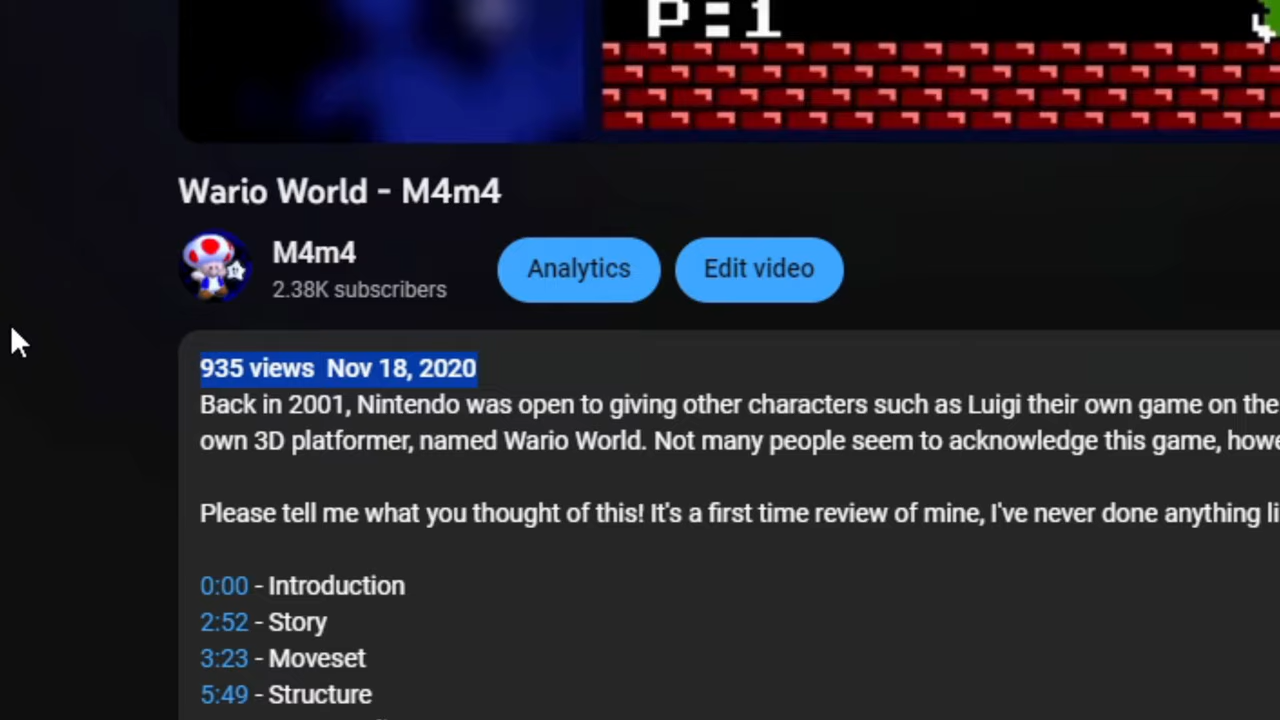 P:1
Wario World - M4m4
M4m4
2.38K subscribers
Analytics
Edit video
935 views  Nov 18, 2020
Back in 2001, Nintendo was open to giving other characters such as Luigi their own game on the
own 3D platformer, named Wario World. Not many people seem to acknowledge this game, howe
Please tell me what you thought of this! It's a first time review of mine, I've never done anything li
0:00 - Introduction
2:52 - Story
3:23 - Moveset
5:49 - Structure